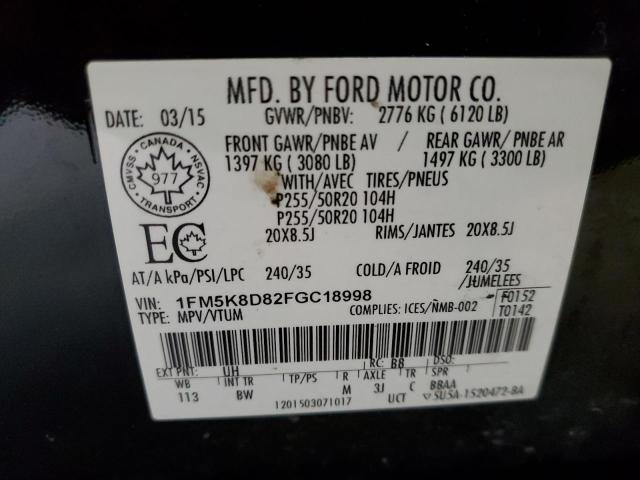 MFD. BY FORD MOTOR CO.
DATE: 03/15 GVWR/PNBV: 2776 KG ( 6120 LB)
FRONT GAWR/PNBE AV / REAR GAWR/ PNBE AR
1397 KG ( 3080 LB) 1497 KG ( 3300 LB)
CMVSS · CANADA · NSVAC
977
TRANSPORT
WITH/AVEC TIRES/PNEUS
P255/50R20 104H
P255/50R20 104H
EC
20X8.5J RIMS/JANTES 20X8.5J
AT/A kPa/PSI/LPC 240/35 COLD/A FROID 240/35
/JUMELEES
VIN: 1FM5K8D82FGC18998 F0152
TYPE: MPV/VTUM COMPLIES: ICES/NMB-002 T0142
EXT PNT: UH RC: B8 DSO:
WB INT TR TP/PS R AXLE TR SPR
113 BW M 3J C BBAA
1201503071017 UCT 5U5A-1520472-BA